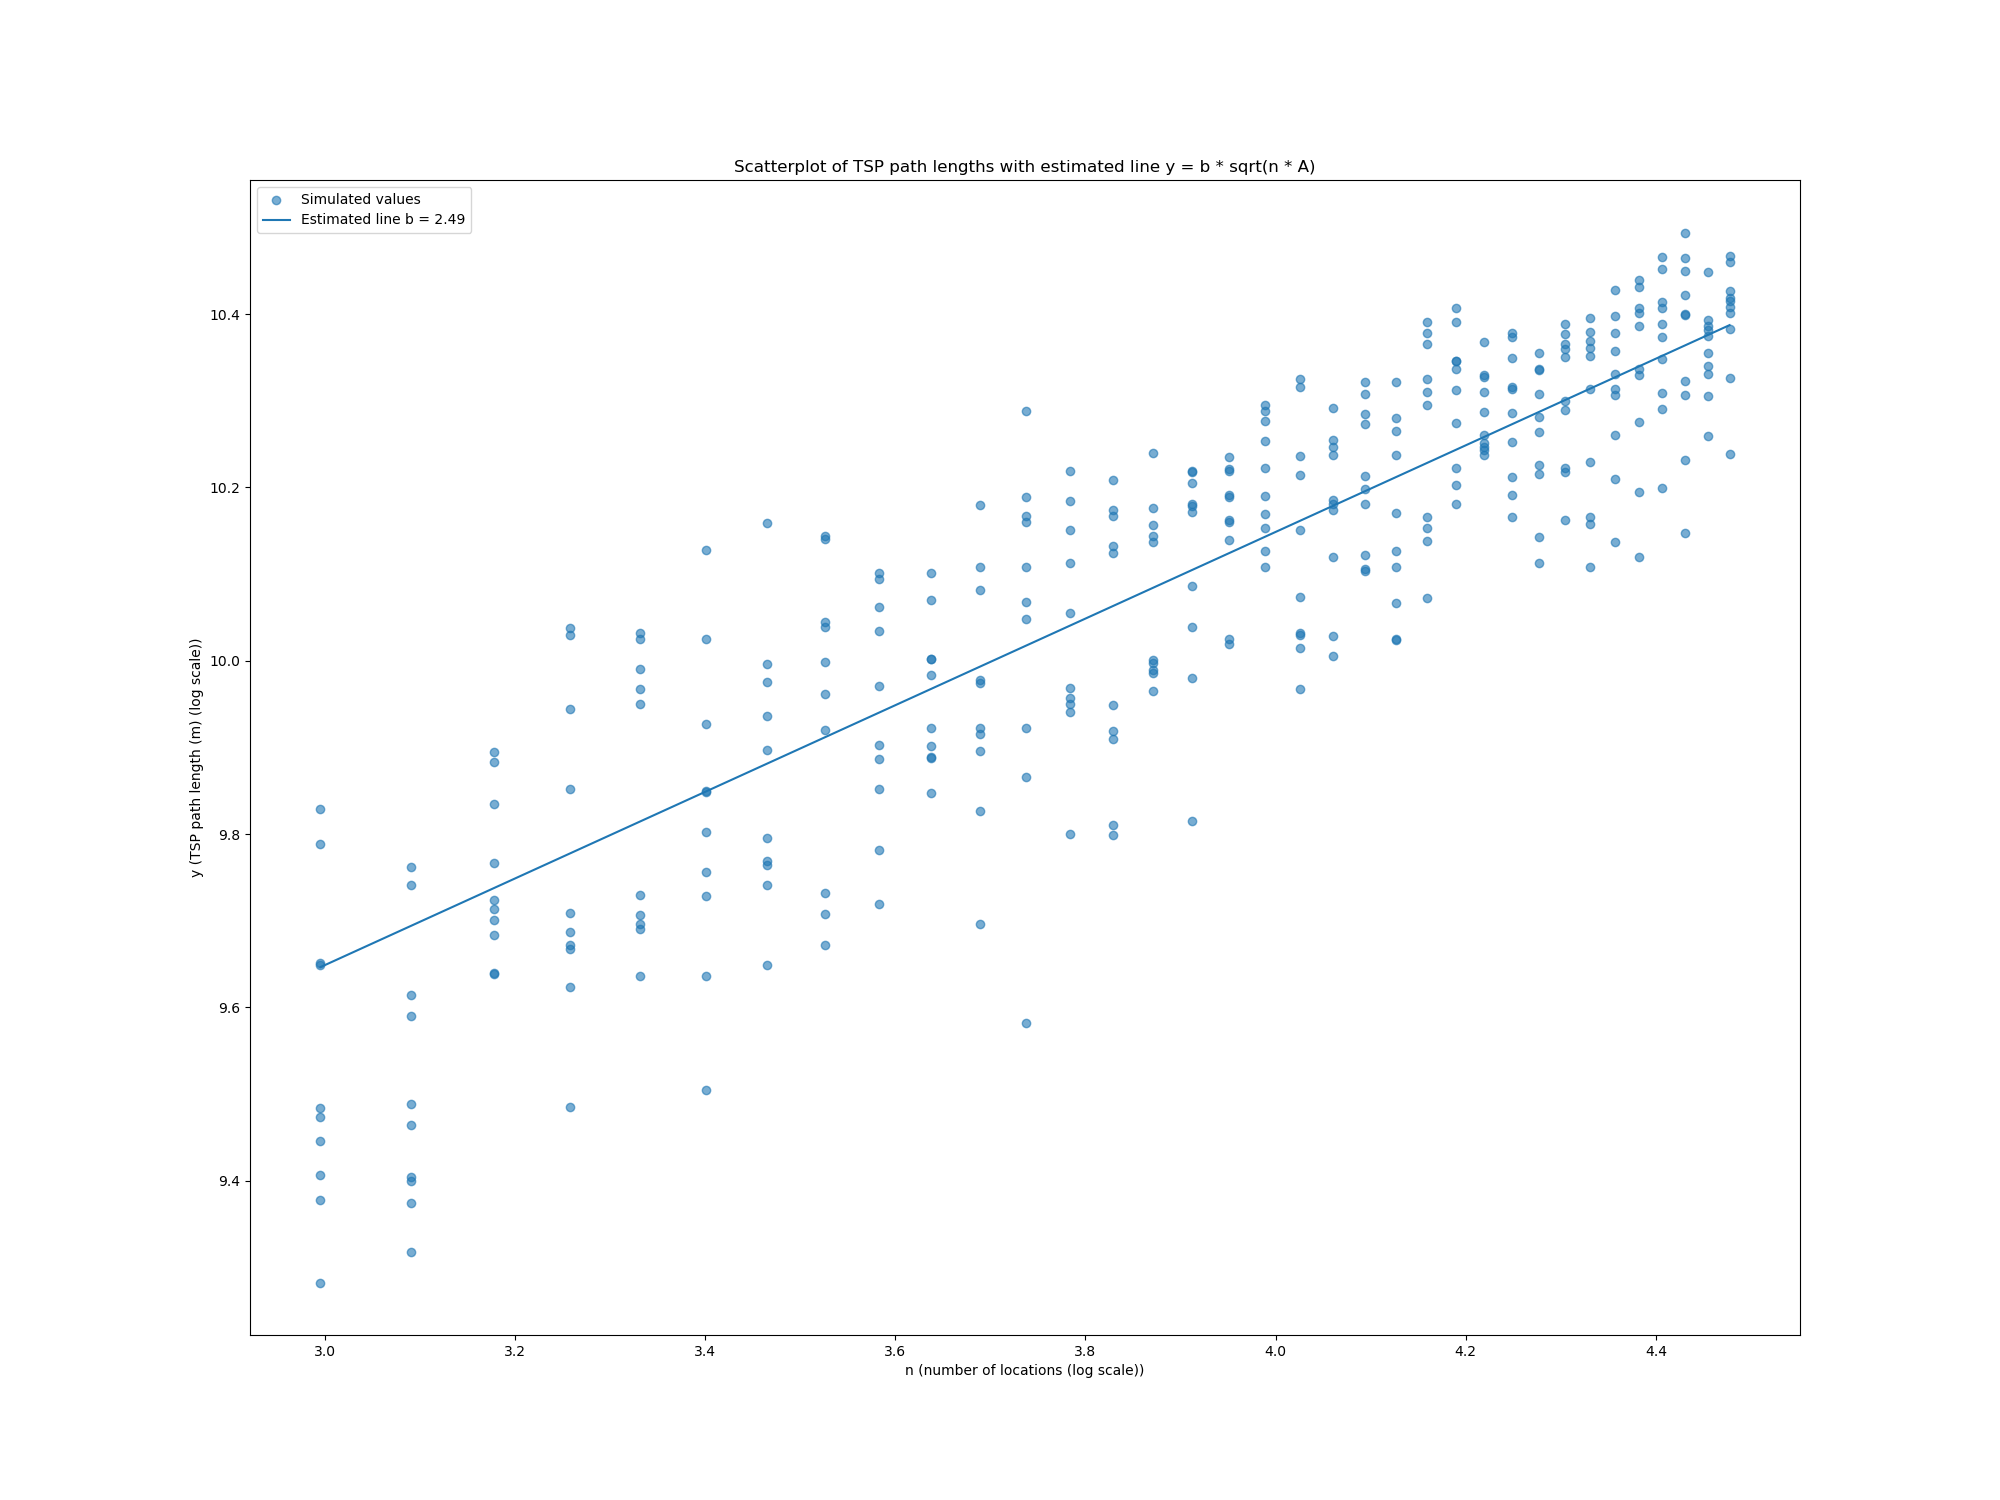 Scatterplot of TSP path lengths with estimated line y = b * sqrt(n * A)
Simulated values
Estimated line b = 2.49
10.4
10.2
10.0
9.8
9.6
9.4
y (TSP path length (m) (log scale))
3.0 3.2 3.4 3.6 3.8 4.0 4.2 4.4
n (number of locations (log scale))